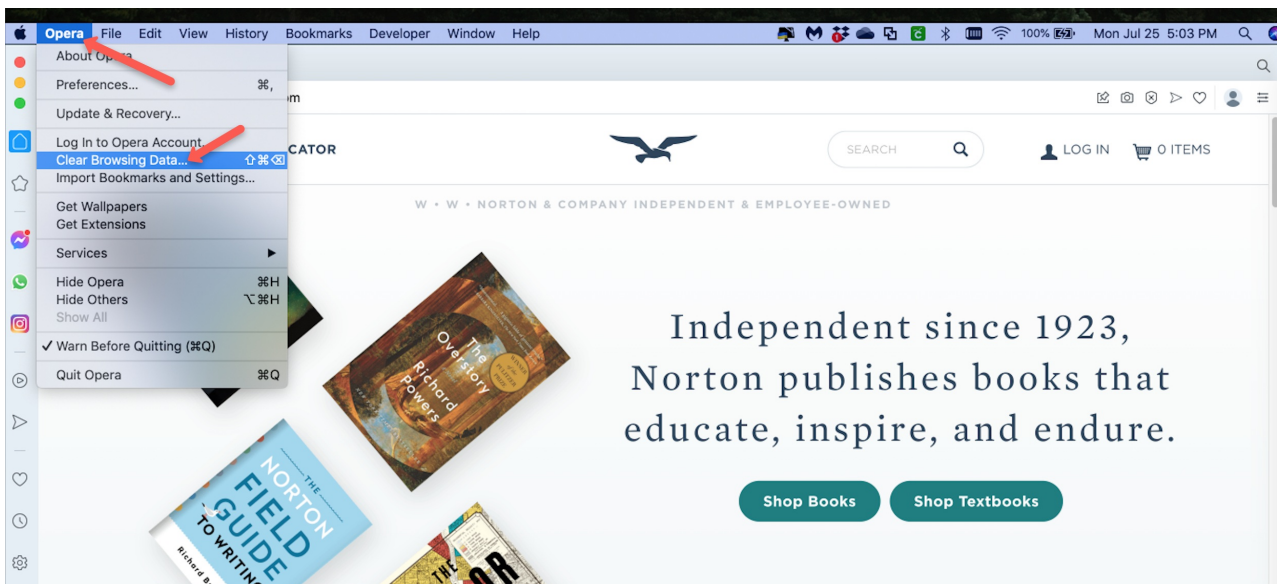 Opera File Edit View History Bookmarks Developer Window Help 100% Mon Jul 25 5:03 PM
About Opera
Preferences... ⌘,
Update & Recovery...
Log In to Opera Account...
Clear Browsing Data... ⇧⌘⌫
Import Bookmarks and Settings...
Get Wallpapers
Get Extensions
Services ▶
Hide Opera ⌘H
Hide Others ⌥⌘H
Show All
✓ Warn Before Quitting (⌘Q)
Quit Opera ⌘Q
om
CATOR
SEARCH
LOG IN
0 ITEMS
W • W • NORTON & COMPANY INDEPENDENT & EMPLOYEE-OWNED
The
Overstory
Richard
Powers
THE
NORTON
FIELD
GUIDE
TO WRITING
Richard
THE
Independent since 1923,
Norton publishes books that
educate, inspire, and endure.
Shop Books Shop Textbooks